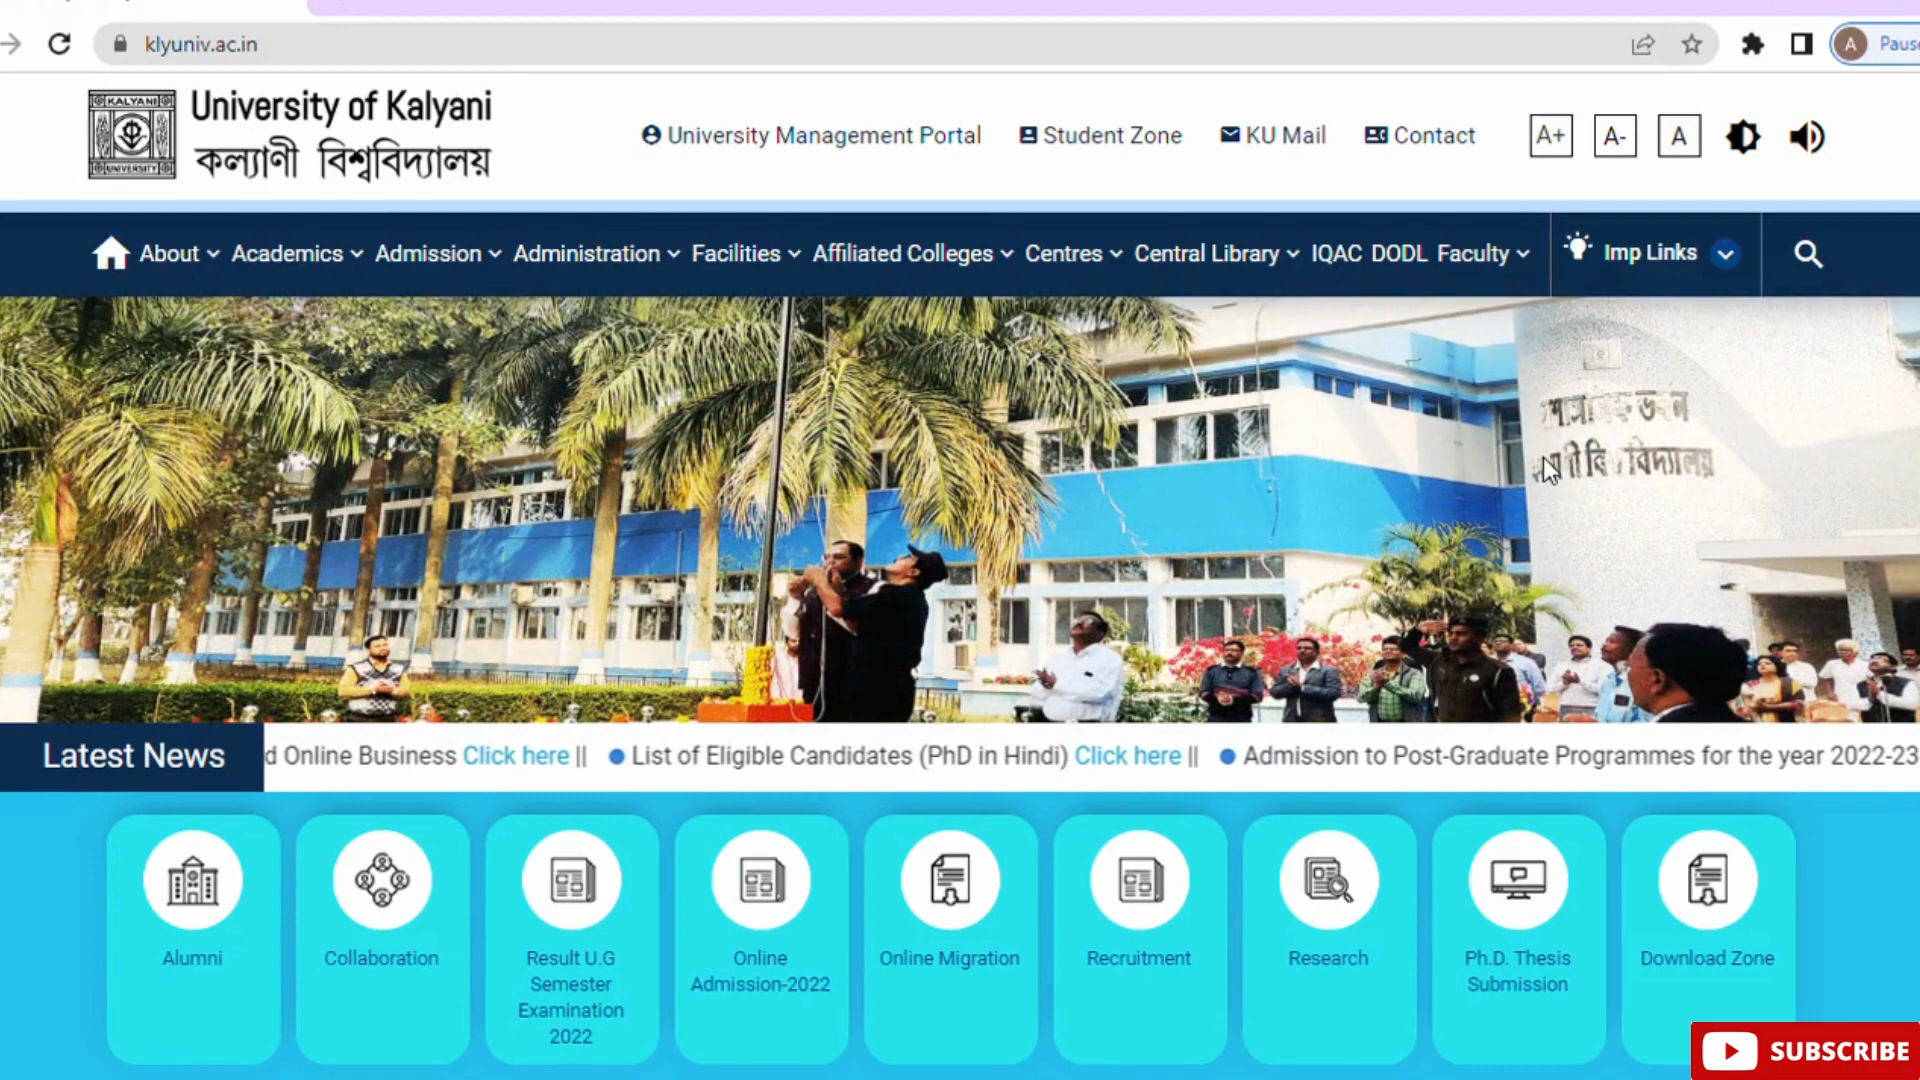 klyuniv.ac.in
A
KALYANI
UNIVERSITY
University of Kalyani
কল্যাণী বিশ্ববিদ্যালয়
University Management Portal
Student Zone
KU Mail
Contact
A+
A-
A
About
Academics
Admission
Administration
Facilities
Affiliated Colleges
Centres
Central Library
IQAC
DODL
Faculty
Imp Links
ভবন
বিদ্যালয়
Latest News
d Online Business Click here || List of Eligible Candidates (PhD in Hindi) Click here || Admission to Post-Graduate Programmes for the year 2022-23
Alumni
Collaboration
Result U.G
Semester
Examination
2022
Online
Admission-2022
Online Migration
Recruitment
Research
Ph.D. Thesis
Submission
Download Zone
SUBSCRIBE